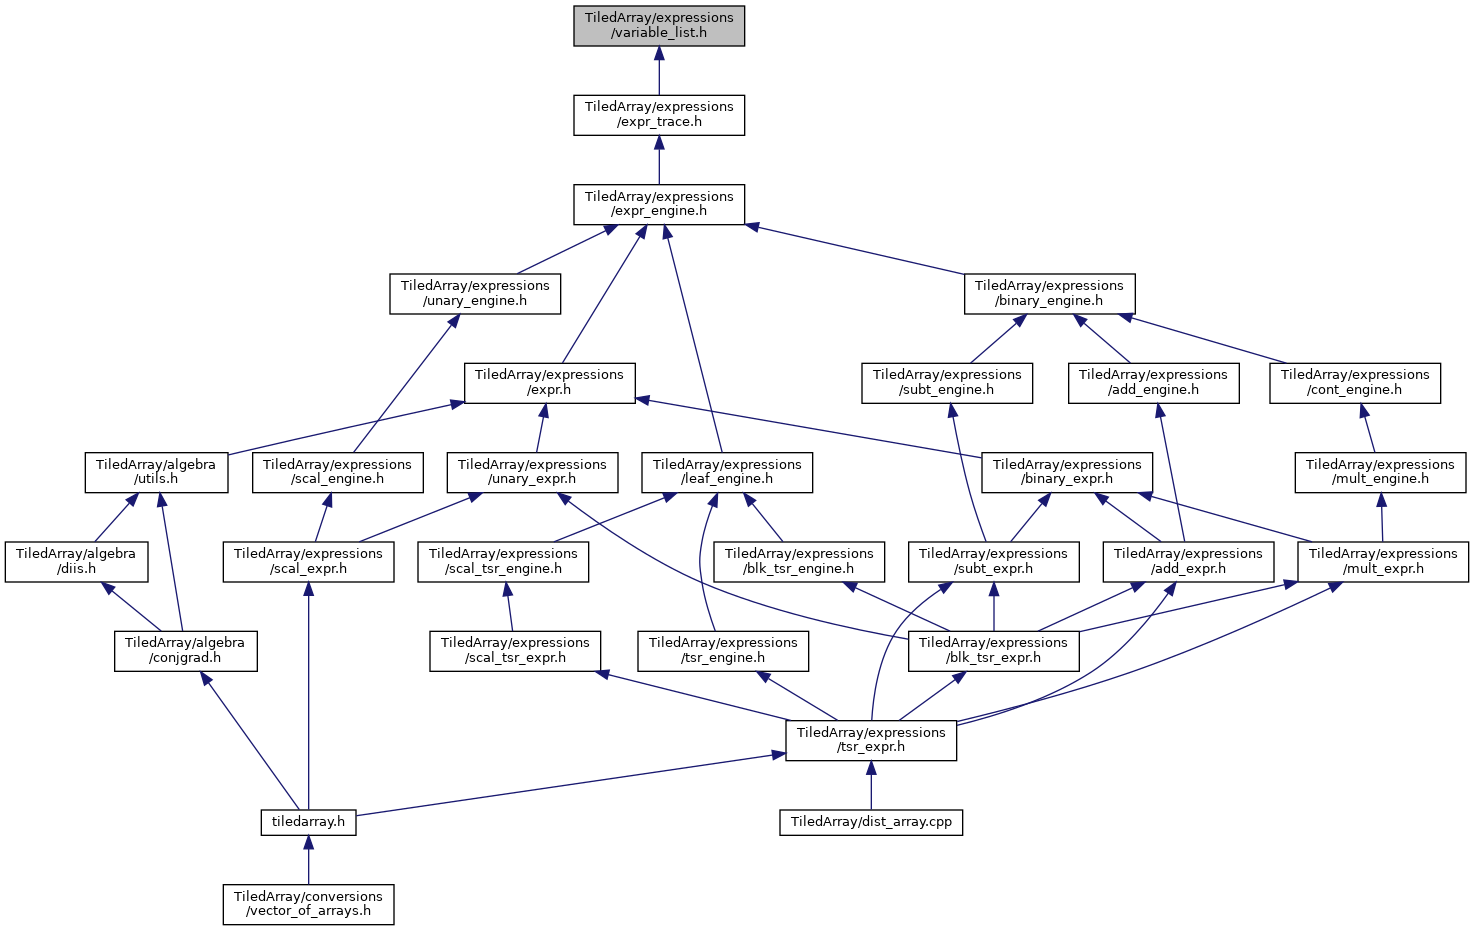 TiledArray/expressions
/variable_list.h
TiledArray/expressions
/expr_trace.h
TiledArray/expressions
/expr_engine.h
TiledArray/expressions
/unary_engine.h
TiledArray/expressions
/binary_engine.h
TiledArray/expressions
/expr.h
TiledArray/expressions
/subt_engine.h
TiledArray/expressions
/add_engine.h
TiledArray/expressions
/cont_engine.h
TiledArray/algebra
/utils.h
TiledArray/expressions
/scal_engine.h
TiledArray/expressions
/unary_expr.h
TiledArray/expressions
/leaf_engine.h
TiledArray/expressions
/binary_expr.h
TiledArray/expressions
/mult_engine.h
TiledArray/algebra
/diis.h
TiledArray/expressions
/scal_expr.h
TiledArray/expressions
/scal_tsr_engine.h
TiledArray/expressions
/blk_tsr_engine.h
TiledArray/expressions
/subt_expr.h
TiledArray/expressions
/add_expr.h
TiledArray/expressions
/mult_expr.h
TiledArray/algebra
/conjgrad.h
TiledArray/expressions
/scal_tsr_expr.h
TiledArray/expressions
/tsr_engine.h
TiledArray/expressions
/blk_tsr_expr.h
TiledArray/expressions
/tsr_expr.h
tiledarray.h
TiledArray/dist_array.cpp
TiledArray/conversions
/vector_of_arrays.h